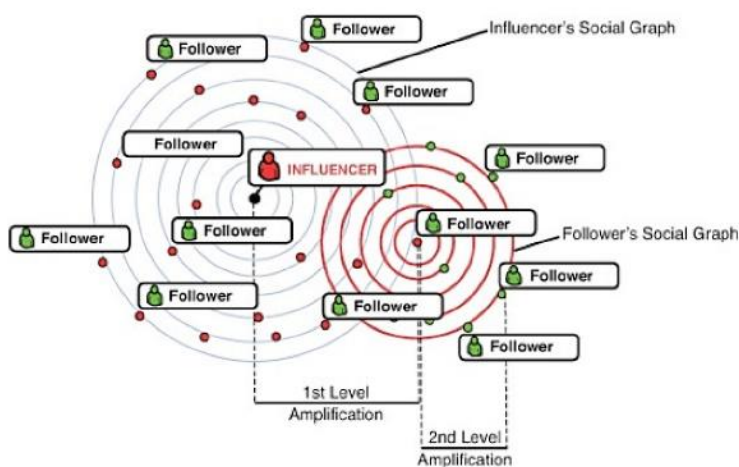 Follower
Influencer's Social Graph
Follower
Follower
Follower
INFLUENCER
Follower
Follower
Follower
Follower
Follower's Social Graph
Follower
Follower
Follower
Follower
1st Level
Amplification
2nd Level
Amplification